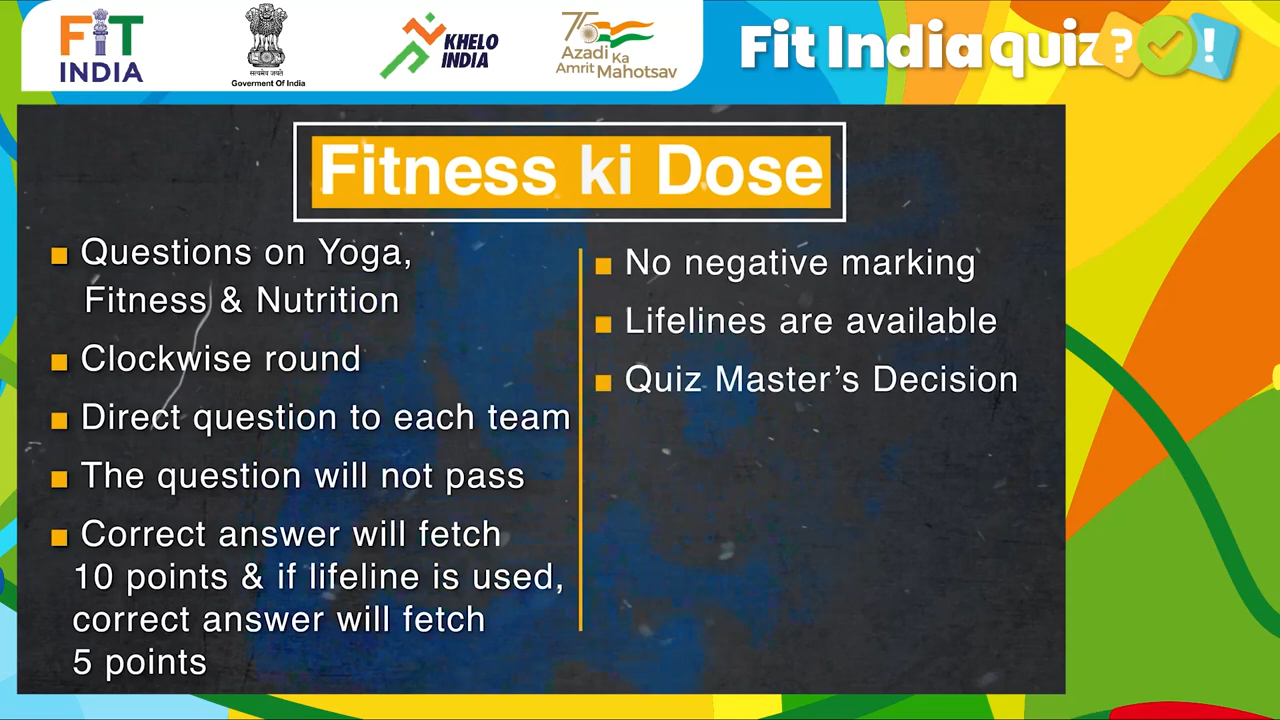 FIT
INDIA
सत्यमेव जयते
Goverment Of India
KHELO
INDIA
75
Azadi Ka
Amrit Mahotsav
Fit India quiz ? !
Fitness ki Dose
Questions on Yoga,
Fitness & Nutrition
Clockwise round
Direct question to each team
The question will not pass
Correct answer will fetch
10 points & if lifeline is used,
correct answer will fetch
5 points
No negative marking
Lifelines are available
Quiz Master’s Decision